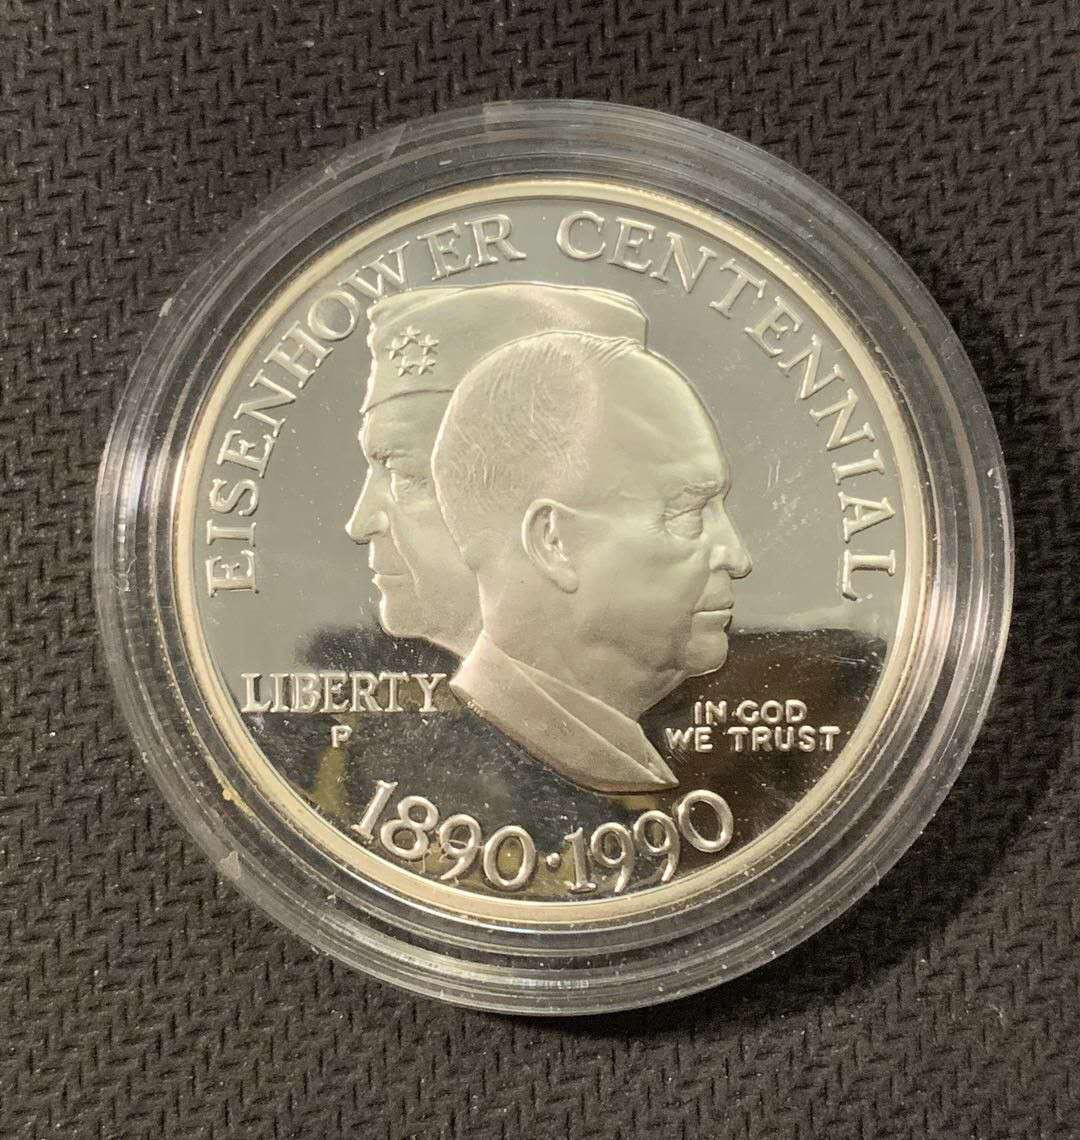 EISENHOWER CENTENNIAL
LIBERTY
P
IN GOD
WE TRUST
1890·1990